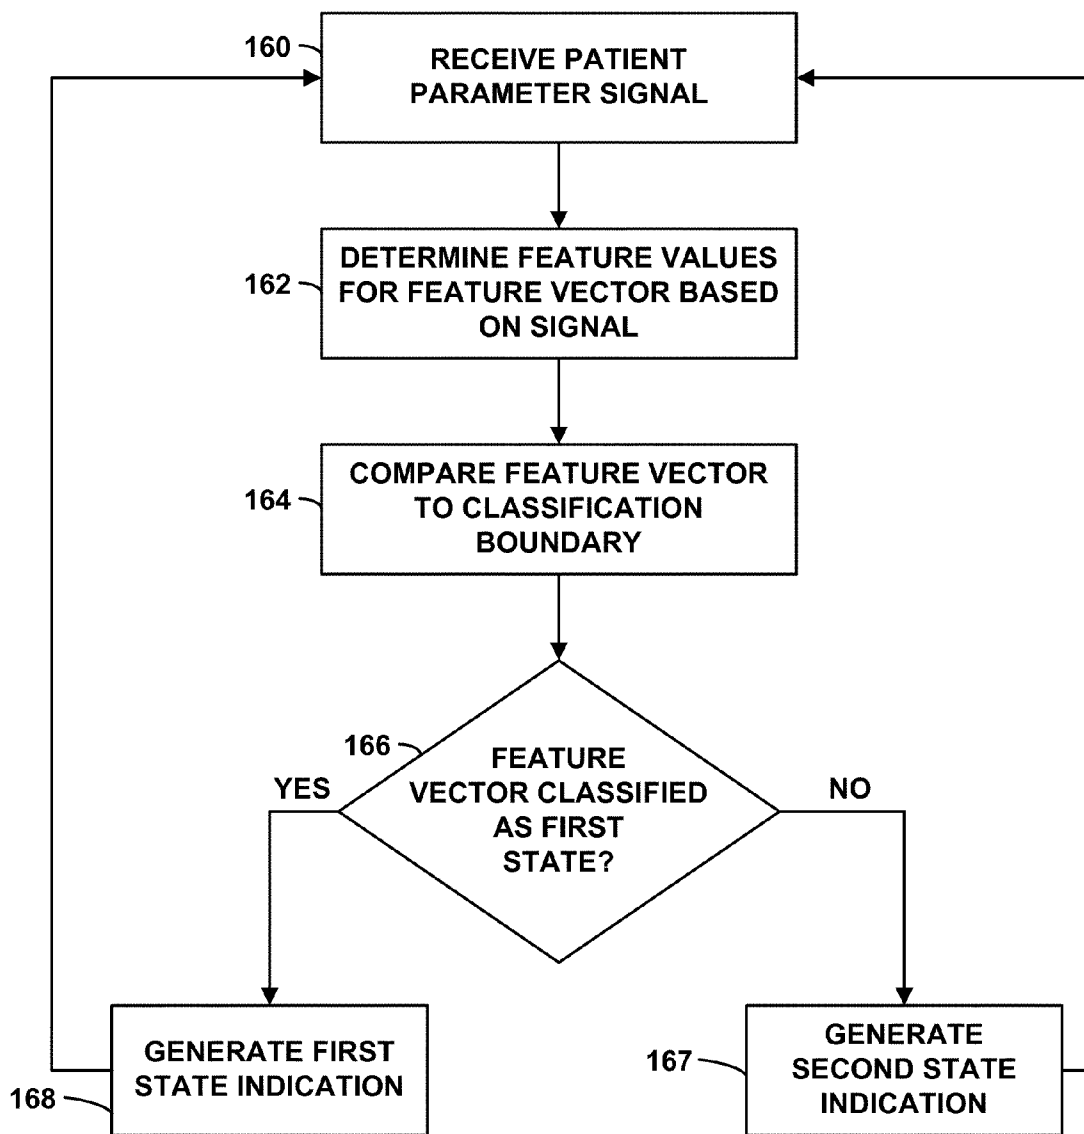 160
RECEIVE PATIENT
PARAMETER SIGNAL
162
DETERMINE FEATURE VALUES
FOR FEATURE VECTOR BASED
ON SIGNAL
164
COMPARE FEATURE VECTOR
TO CLASSIFICATION
BOUNDARY
166
FEATURE
VECTOR CLASSIFIED
AS FIRST
STATE?
YES
NO
GENERATE FIRST
STATE INDICATION
168
167
GENERATE
SECOND STATE
INDICATION